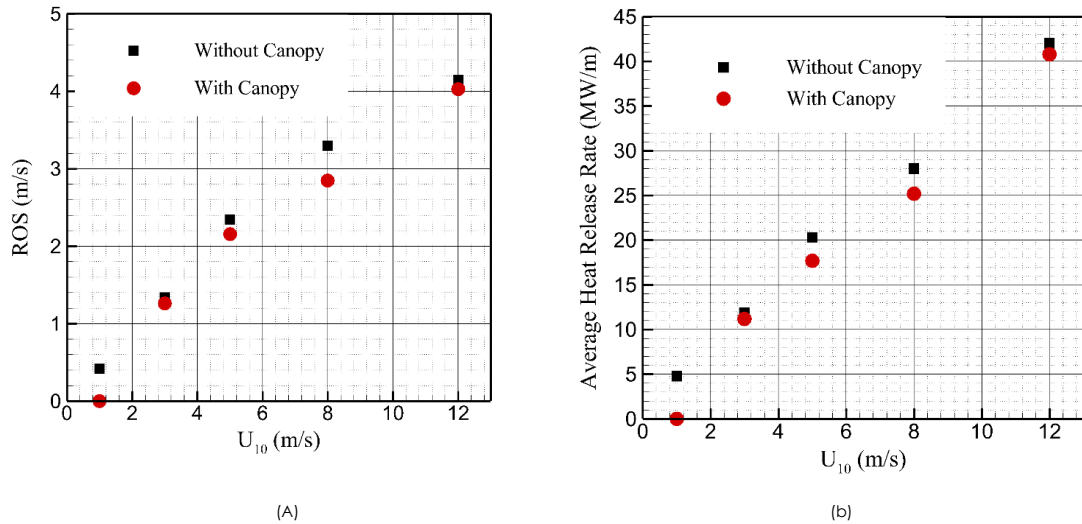 5
4
3
2
1
0
ROS (m/s)
Without Canopy
With Canopy
0 2 4 6 8 10 12
U10 (m/s)
(A)
45
40
35
30
25
20
15
10
5
0
Average Heat Release Rate (MW/m)
Without Canopy
With Canopy
0 2 4 6 8 10 12
U10 (m/s)
(b)